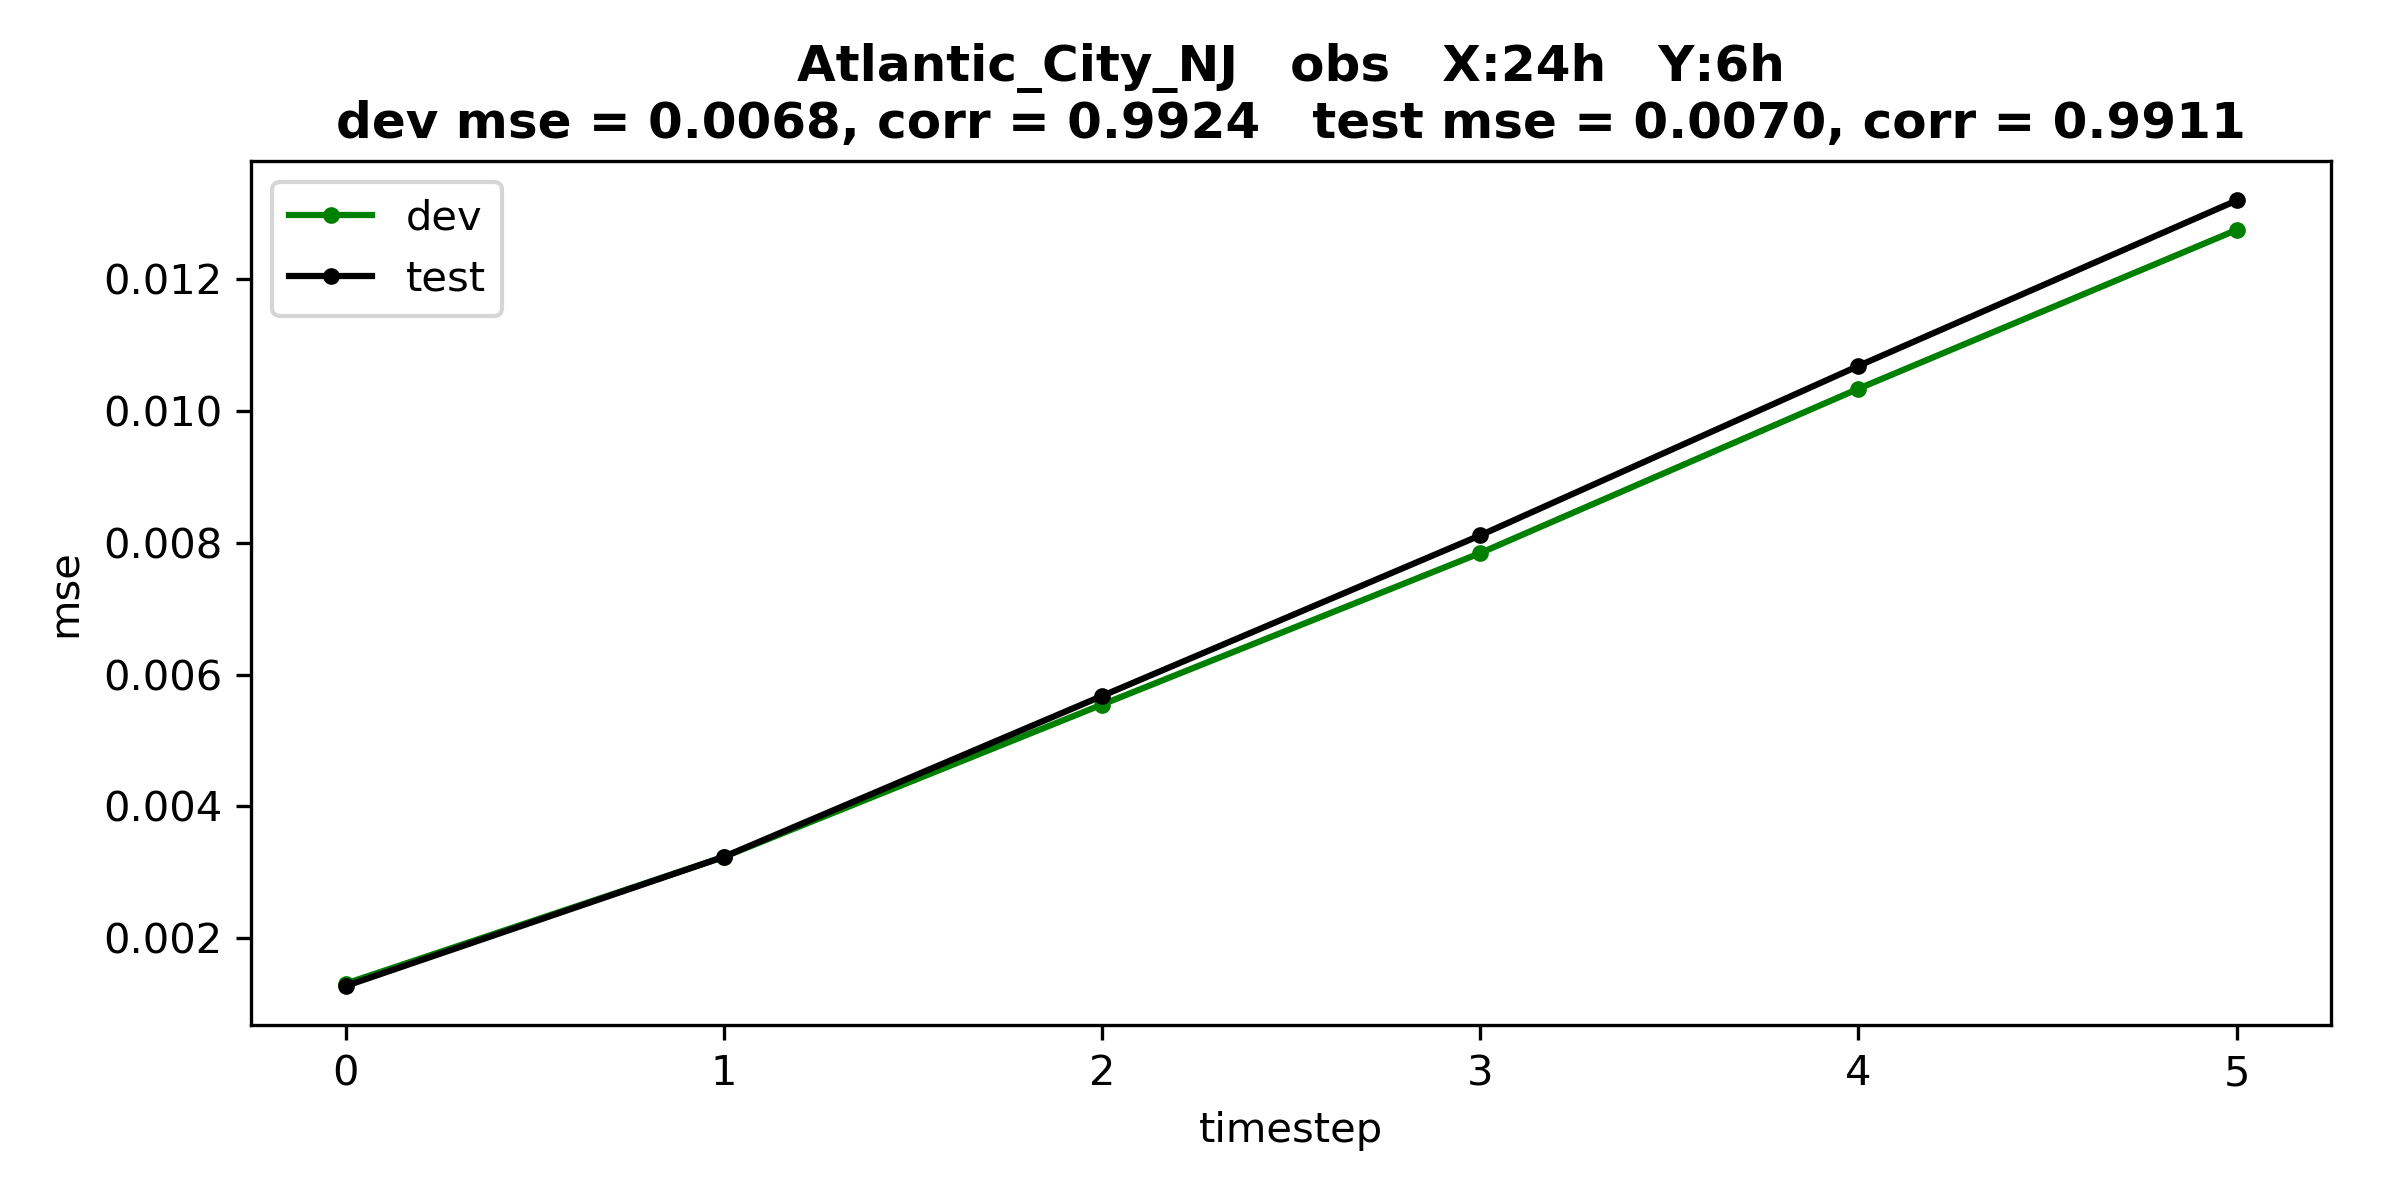 Atlantic_City_NJ   obs   X:24h   Y:6h
dev mse = 0.0068, corr = 0.9924   test mse = 0.0070, corr = 0.9911
dev
test
0.012
0.010
0.008
0.006
0.004
0.002
mse
0 1 2 3 4 5
timestep